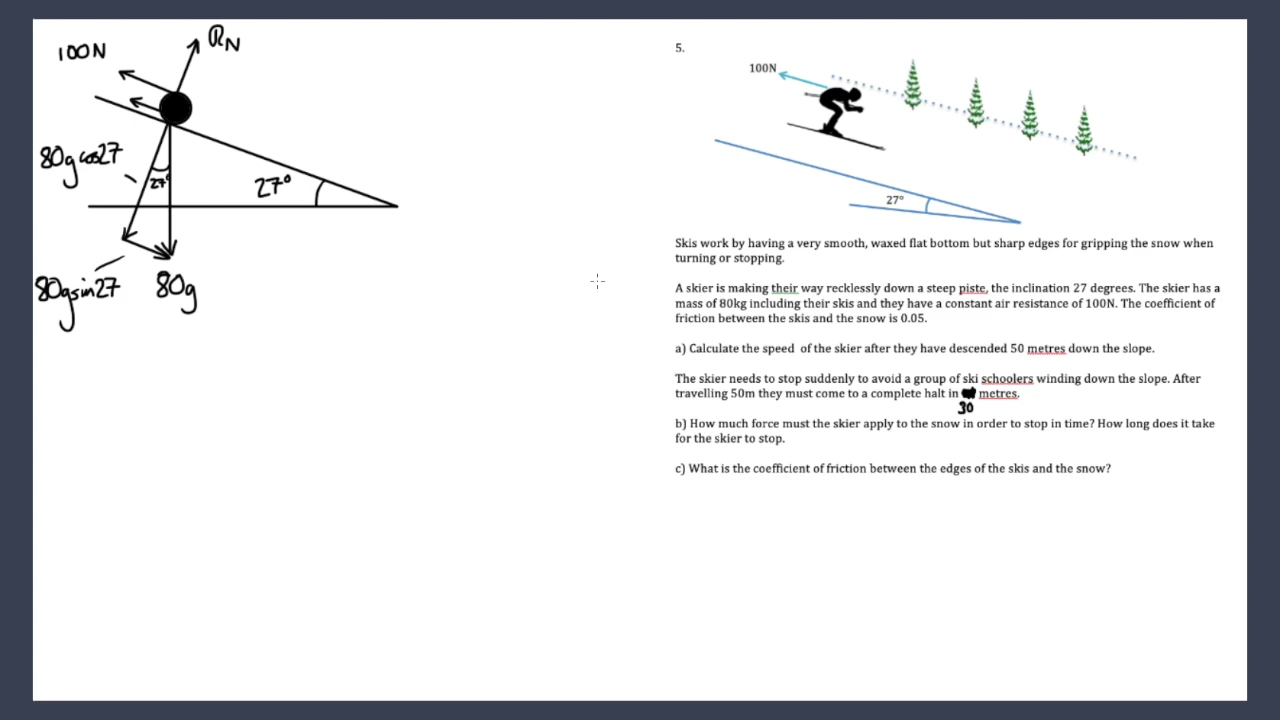 100N
R_N
80g cos27
27°
27°
80gsin27
80g
5.
100N
27°
Skis work by having a very smooth, waxed flat bottom but sharp edges for gripping the snow when
turning or stopping.
A skier is making their way recklessly down a steep piste, the inclination 27 degrees. The skier has a
mass of 80kg including their skis and they have a constant air resistance of 100N. The coefficient of
friction between the skis and the snow is 0.05.
a) Calculate the speed of the skier after they have descended 50 metres down the slope.
The skier needs to stop suddenly to avoid a group of ski schoolers winding down the slope. After
travelling 50m they must come to a complete halt in metres.
30
b) How much force must the skier apply to the snow in order to stop in time? How long does it take
for the skier to stop.
c) What is the coefficient of friction between the edges of the skis and the snow?